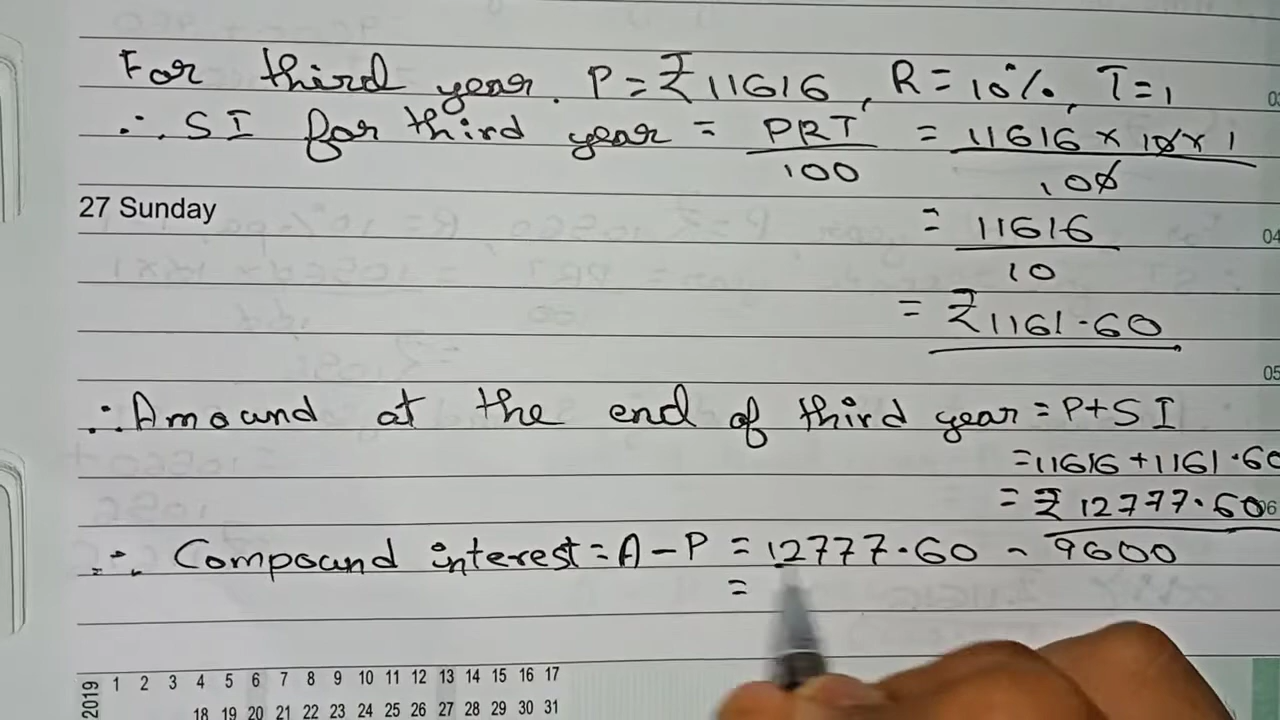 For third year. P = ₹11616, R = 10%, T = 1
∴ SI for third year = PRT/100 = 11616 × 10 × 1/100
27 Sunday
= 11616/10
= ₹1161.60
∴ Amound at the end of third year = P + SI
= 11616 + 1161.60
= ₹12777.60
∴ Compound interest = A - P = 12777.60 - 9600
=
2019 1 2 3 4 5 6 7 8 9 10 11 12 13 14 15 16 17
18 19 20 21 22 23 24 25 26 27 28 29 30 31